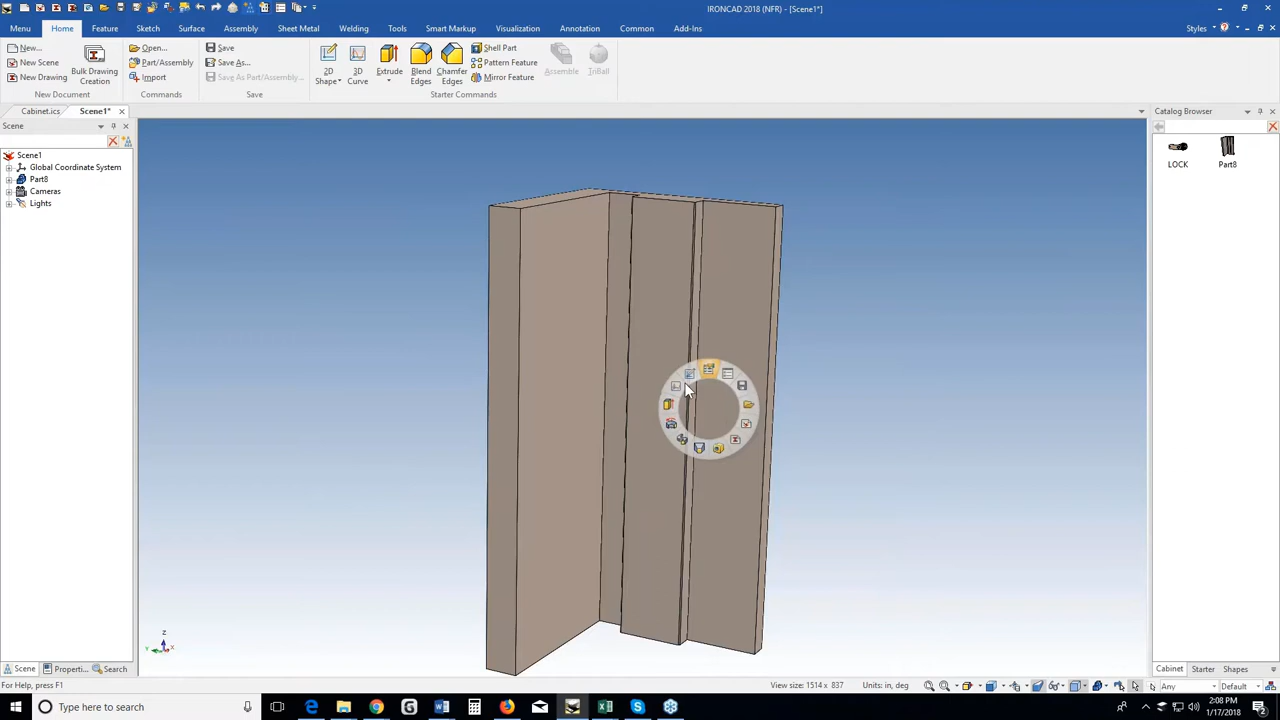 IRONCAD 2018 (NFR) - [Scene1*]
Menu Home Feature Sketch Surface Assembly Sheet Metal Welding Tools Smart Markup Visualization Annotation Common Add-Ins Styles
New... Open... Save Shell Part
New Scene Bulk Drawing Creation Part/Assembly Save As... 2D Shape 3D Curve Extrude Blend Edges Chamfer Edges Pattern Feature Assemble TriBall
New Drawing Import Save As Part/Assembly... Mirror Feature
New Document Commands Save Starter Commands
Cabinet.ics Scene1*
Scene Catalog Browser
Scene1
Global Coordinate System LOCK Part8
Part8
Cameras
Lights
Z
Y X
Scene Properti... Search Cabinet Starter Shapes
For Help, press F1 View size: 1514 x 837 Units: in, deg Any Default
Type here to search 2:08 PM
1/17/2018 2